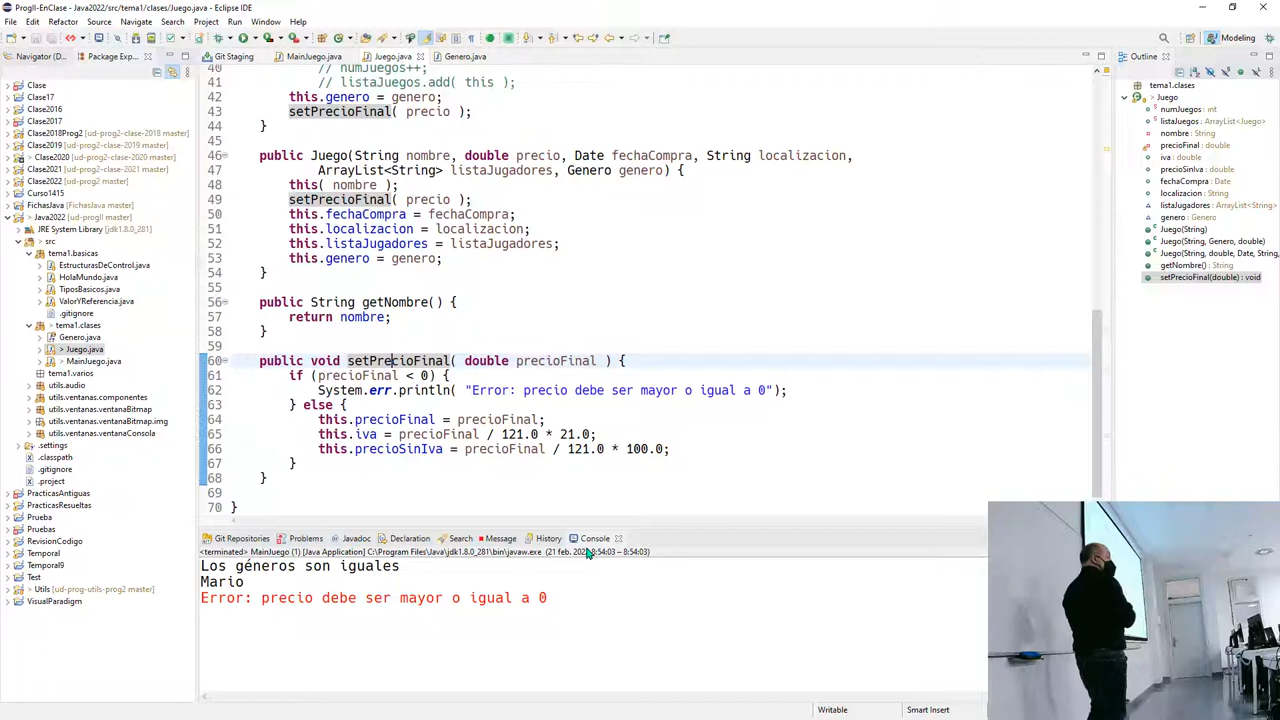 ProgII-EnClase - Java2022/src/tema1/clases/Juego.java - Eclipse IDE
File Edit Refactor Source Navigate Search Project Run Window Help
Modeling
Navigator (D... Package Exp...
Clase
Clase17
Clase2016
Clase2017
Clase2018Prog2 [ud-prog2-clase-2018 master]
Clase2019 [ud-prog2-clase-2019 master]
> Clase2020 [ud-prog2-clase-2020 master]
Clase2021 [ud-prog2-clase-2021 master]
Clase2022 [ud-prog2-clase master]
Curso1415
FichasJava [FichasJava master]
> Java2022 [ud-progII master]
JRE System Library [jdk1.8.0_281]
> src
> tema1.basicas
EstructurasDeControl.java
HolaMundo.java
TiposBasicos.java
ValorYReferencia.java
.gitignore
> tema1.clases
Genero.java
> Juego.java
> MainJuego.java
tema1.varios
utils.audio
utils.ventanas.componentes
utils.ventanas.ventanaBitmap
utils.ventanas.ventanaBitmap.img
utils.ventanas.ventanaConsola
.settings
.classpath
.gitignore
.project
PracticasAntiguas
PracticasResueltas
Prueba
Pruebas
RevisionCodigo
Temporal
Temporal9
Test
> Utils [ud-prog-utils-prog2 master]
VisualParadigm
Git Staging MainJuego.java Juego.java Genero.java
40 // numJuegos++;
41 // listaJuegos.add( this );
42 this.genero = genero;
43 setPrecioFinal( precio );
44 }
45
46 public Juego(String nombre, double precio, Date fechaCompra, String localizacion,
47 ArrayList<String> listaJugadores, Genero genero) {
48 this( nombre );
49 setPrecioFinal( precio );
50 this.fechaCompra = fechaCompra;
51 this.localizacion = localizacion;
52 this.listaJugadores = listaJugadores;
53 this.genero = genero;
54 }
55
56 public String getNombre() {
57 return nombre;
58 }
59
60 public void setPrecioFinal( double precioFinal ) {
61 if (precioFinal < 0) {
62 System.err.println( "Error: precio debe ser mayor o igual a 0");
63 } else {
64 this.precioFinal = precioFinal;
65 this.iva = precioFinal / 121.0 * 21.0;
66 this.precioSinIva = precioFinal / 121.0 * 100.0;
67 }
68 }
69
70 }
Git Repositories Problems Javadoc Declaration Search Message History Console
<terminated> MainJuego (1) [Java Application] C:\Program Files\Java\jdk1.8.0_281\bin\javaw.exe (21 feb. 2022 8:54:03 – 8:54:03)
Los géneros son iguales
Mario
Error: precio debe ser mayor o igual a 0
Outline
tema1.clases
> Juego
numJuegos : int
listaJuegos : ArrayList<Juego>
nombre : String
precioFinal : double
iva : double
precioSinIva : double
fechaCompra : Date
localizacion : String
listaJugadores : ArrayList<String>
genero : Genero
Juego(String)
Juego(String, Genero, double)
Juego(String, double, Date, String,
getNombre() : String
setPrecioFinal(double) : void
Writable Smart Insert